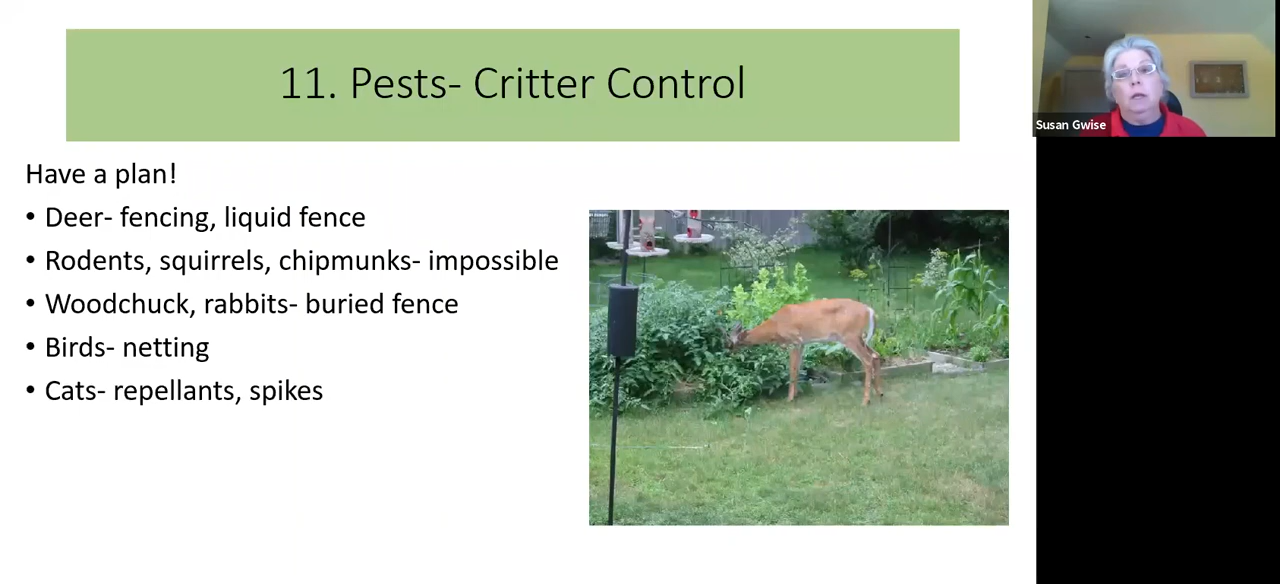 11. Pests- Critter Control
Susan Gwise
Have a plan!
• Deer- fencing, liquid fence
• Rodents, squirrels, chipmunks- impossible
• Woodchuck, rabbits- buried fence
• Birds- netting
• Cats- repellants, spikes